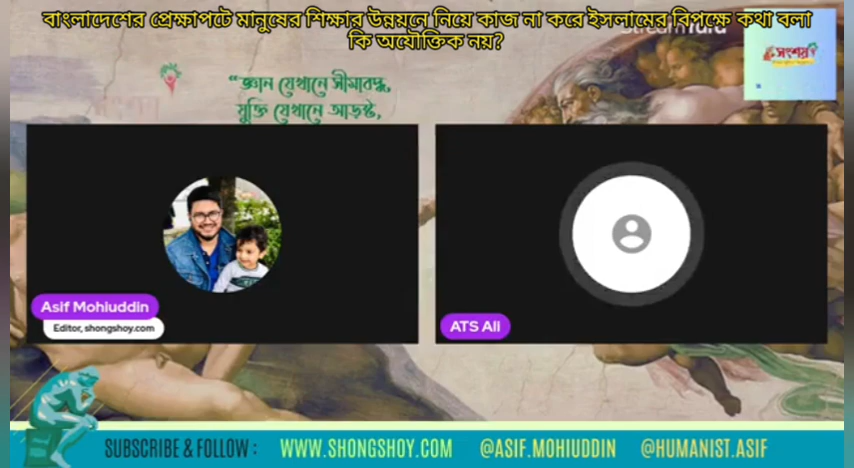 বাংলাদেশের প্রেক্ষাপটে মানুষের শিক্ষার উন্নয়নে নিয়ে কাজ না করে ইসলামের বিপক্ষে কথা বলা
কি অযৌক্তিক নয়?
সংশয়
“জ্ঞান যেখানে সীমাবদ্ধ,
মুক্তি যেখানে আড়ষ্ট,
Asif Mohiuddin
Editor, shongshoy.com
ATS Ali
SUBSCRIBE & FOLLOW : WWW.SHONGSHOY.COM @ASIF.MOHIUDDIN @HUMANIST.ASIF